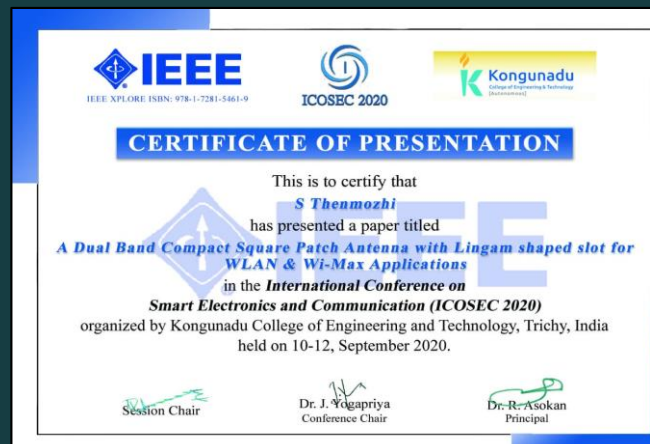 IEEE
IEEE XPLORE ISBN: 978-1-7281-5461-9
ICOSEC 2020
Kongunadu
College of Engineering & Technology
(Autonomous)
CERTIFICATE OF PRESENTATION
This is to certify that
S Thenmozhi
has presented a paper titled
A Dual Band Compact Square Patch Antenna with Lingam shaped slot for
WLAN & Wi-Max Applications
in the International Conference on
Smart Electronics and Communication (ICOSEC 2020)
organized by Kongunadu College of Engineering and Technology, Trichy, India
held on 10-12, September 2020.
Session Chair
Dr. J. Yogapriya
Conference Chair
Dr. R. Asokan
Principal
IEEE